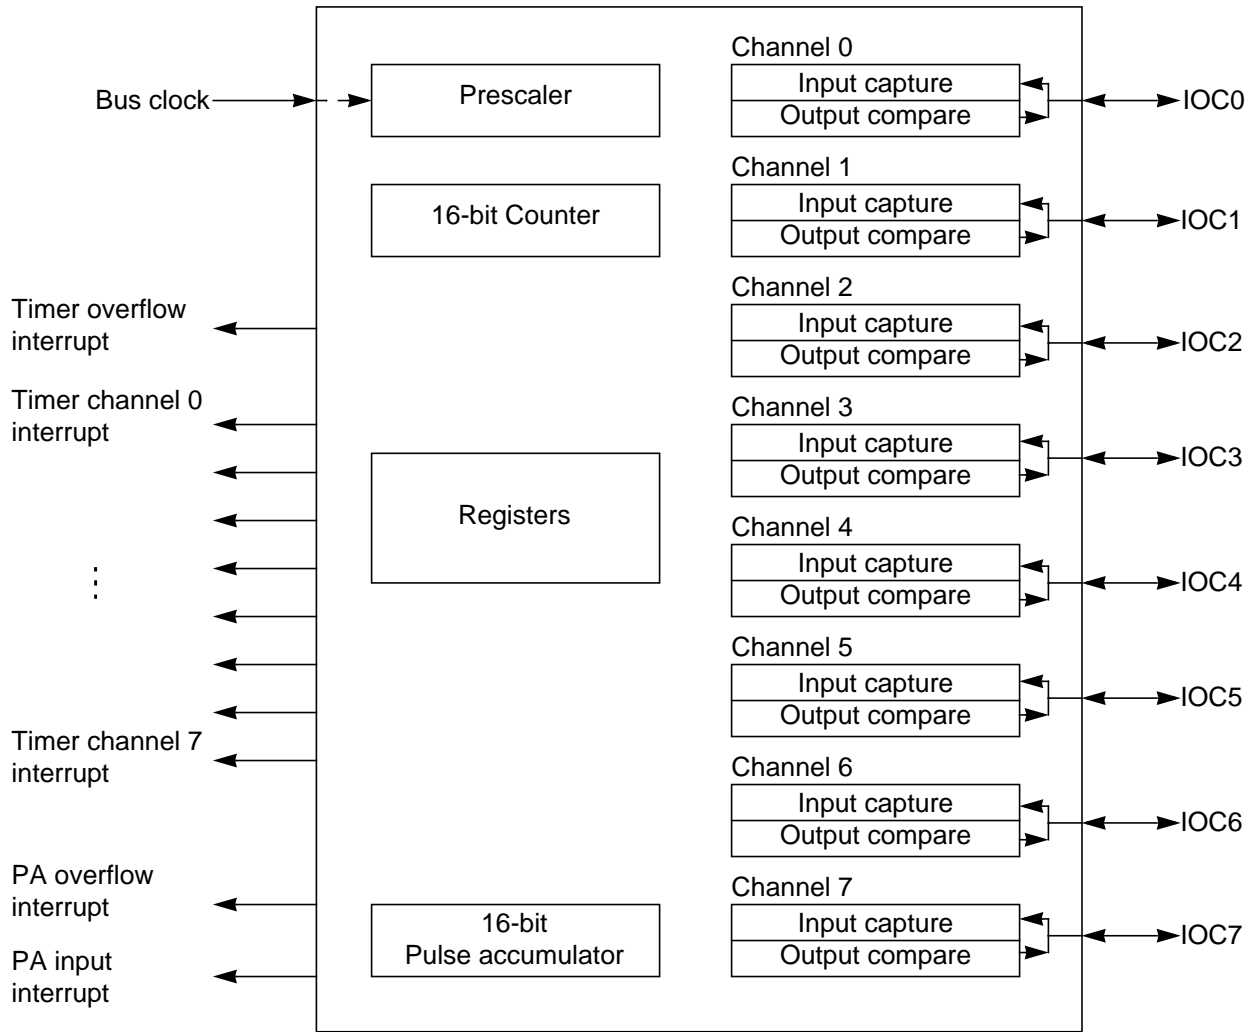 Bus clock
Timer overflow
interrupt
Timer channel 0
interrupt
Timer channel 7
interrupt
PA overflow
interrupt
PA input
interrupt
Prescaler
16-bit Counter
Registers
16-bit
Pulse accumulator
Channel 0
Input capture
Output compare
IOC0
Channel 1
Input capture
Output compare
IOC1
Channel 2
Input capture
Output compare
IOC2
Channel 3
Input capture
Output compare
IOC3
Channel 4
Input capture
Output compare
IOC4
Channel 5
Input capture
Output compare
IOC5
Channel 6
Input capture
Output compare
IOC6
Channel 7
Input capture
Output compare
IOC7